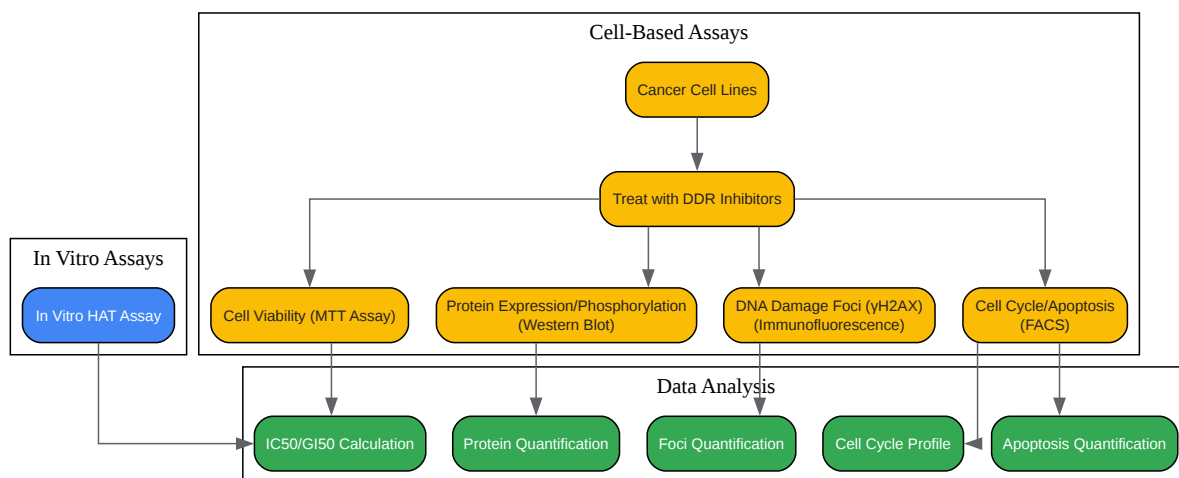 Cell-Based Assays
Cancer Cell Lines
Treat with DDR Inhibitors
In Vitro Assays
In Vitro HAT Assay
Cell Viability (MTT Assay)
Protein Expression/Phosphorylation
(Western Blot)
DNA Damage Foci (γH2AX)
(Immunofluorescence)
Cell Cycle/Apoptosis
(FACS)
Data Analysis
IC50/GI50 Calculation
Protein Quantification
Foci Quantification
Cell Cycle Profile
Apoptosis Quantification